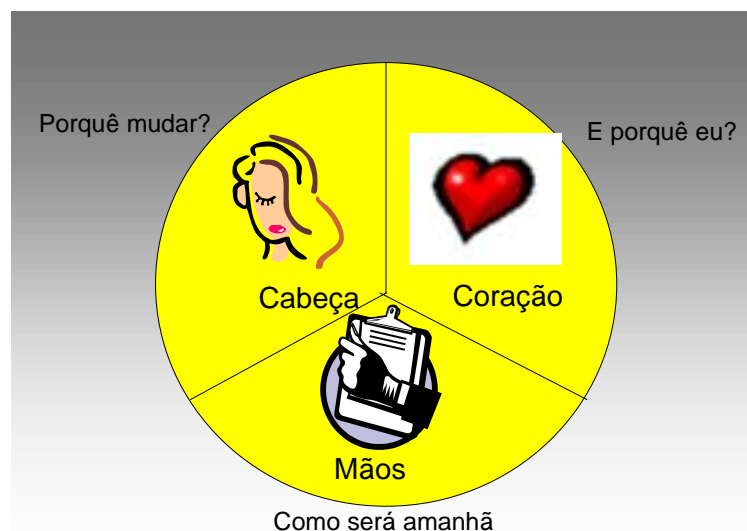 Porquê mudar?
E porquê eu?
Cabeça
Coração
Mãos
Como será amanhã